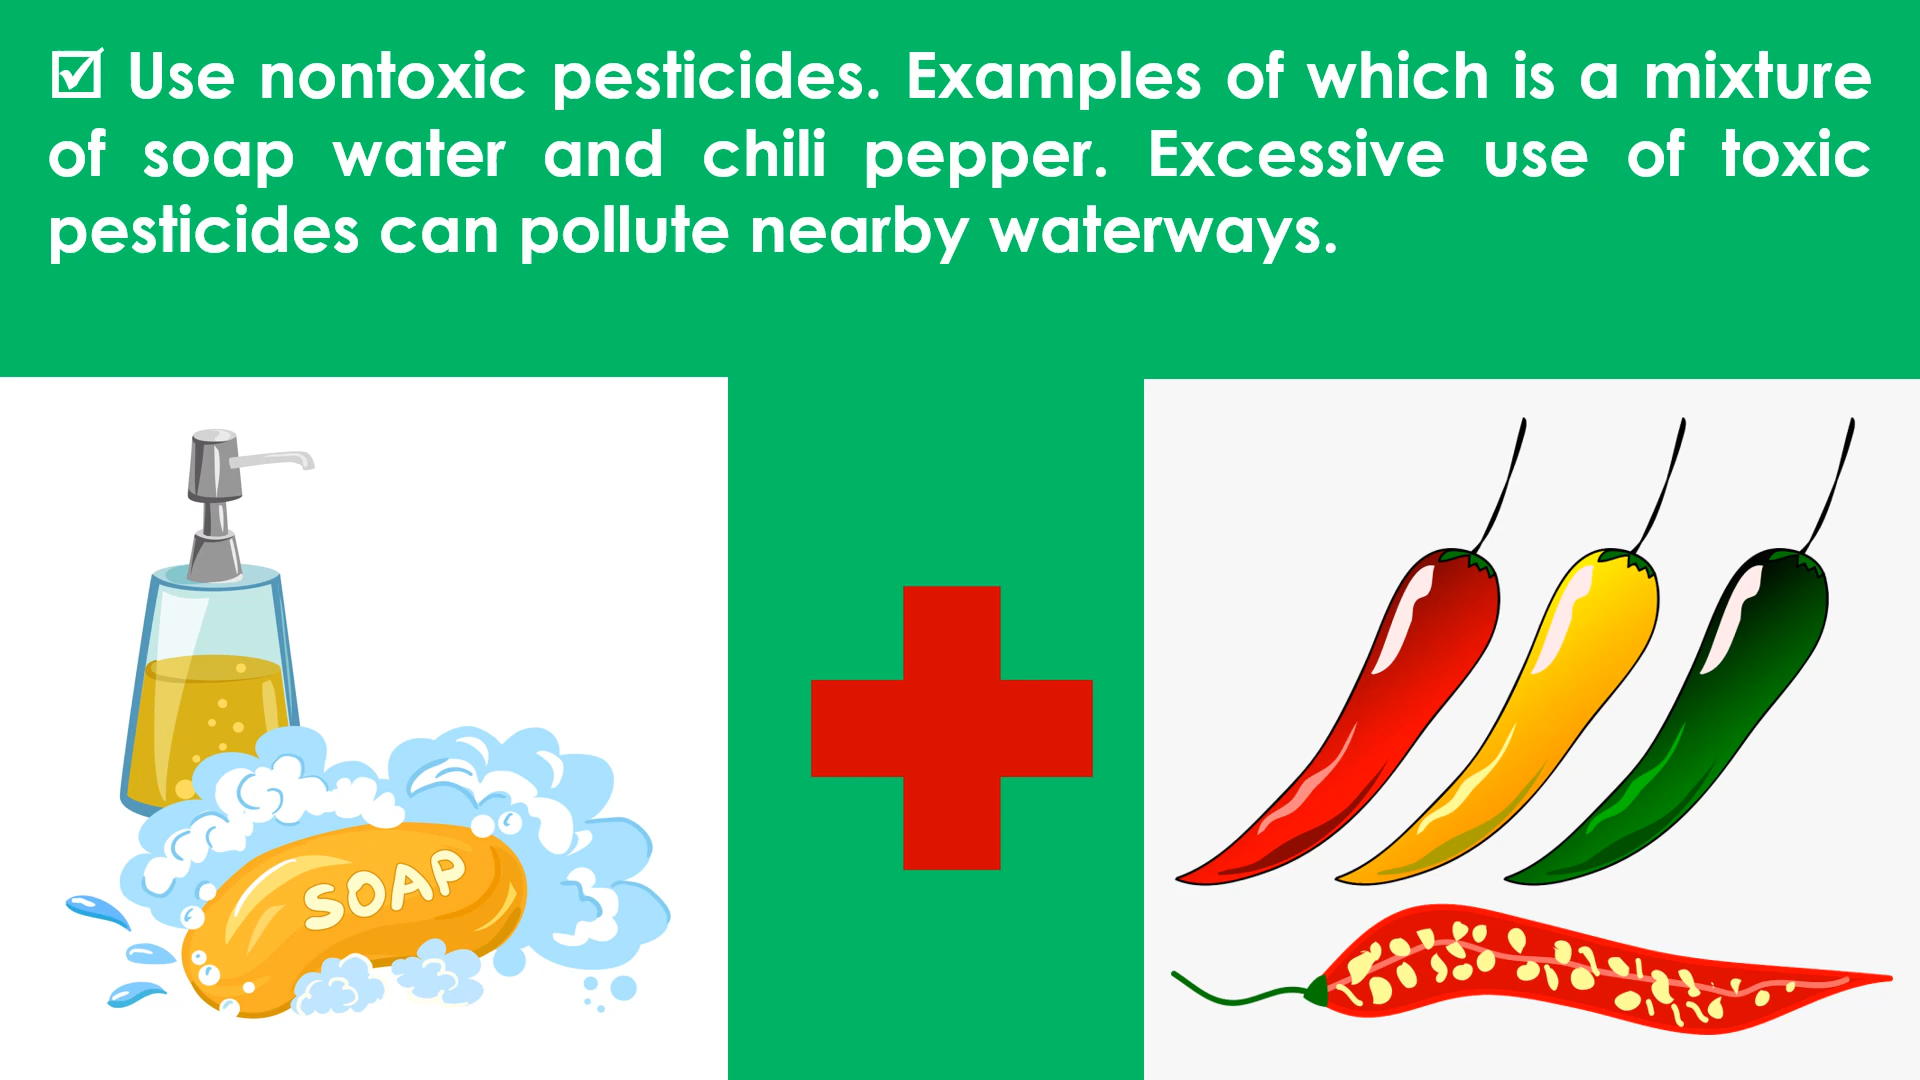 ☑ Use nontoxic pesticides. Examples of which is a mixture
of soap water and chili pepper. Excessive use of toxic
pesticides can pollute nearby waterways.
SOAP